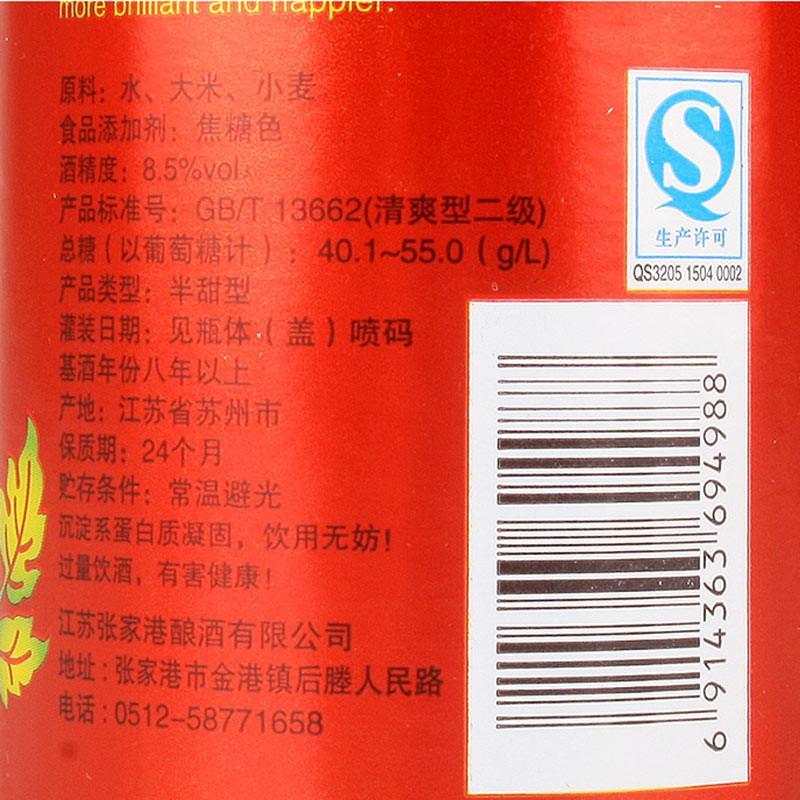 more brilliant and happier.
原料：水、大米、小麦
食品添加剂：焦糖色
酒精度：8.5%vol
产品标准号：GB/T 13662(清爽型二级)
总糖（以葡萄糖计）：40.1~55.0（g/L)
产品类型：半甜型
灌装日期：见瓶体（盖）喷码
基酒年份八年以上
产地：江苏省苏州市
保质期：24个月
贮存条件：常温避光
沉淀系蛋白质凝固，饮用无妨！
过量饮酒，有害健康！
江苏张家港酿酒有限公司
地址：张家港市金港镇后塍人民路
电话：0512-58771658
S
生产许可
QS3205 1504 0002
6 914363 694988